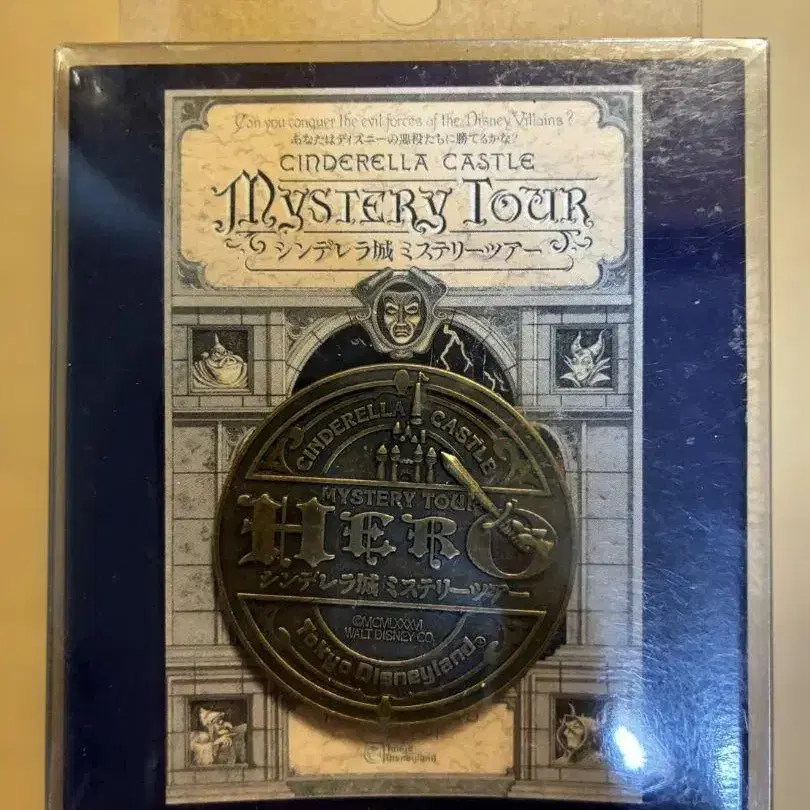 Can you conquer the evil forces of the Disney Villains?
あなたはディズニーの悪役たちに勝てるかな?
CINDERELLA CASTLE
MYSTERY TOUR
シンデレラ城 ミステリーツアー
CINDERELLA CASTLE
MYSTERY TOUR
HERO
シンデレラ城 ミステリーツアー
©MCMLXXXVI
WALT DISNEY CO.
Tokyo Disneyland®
Tokyo
Disneyland